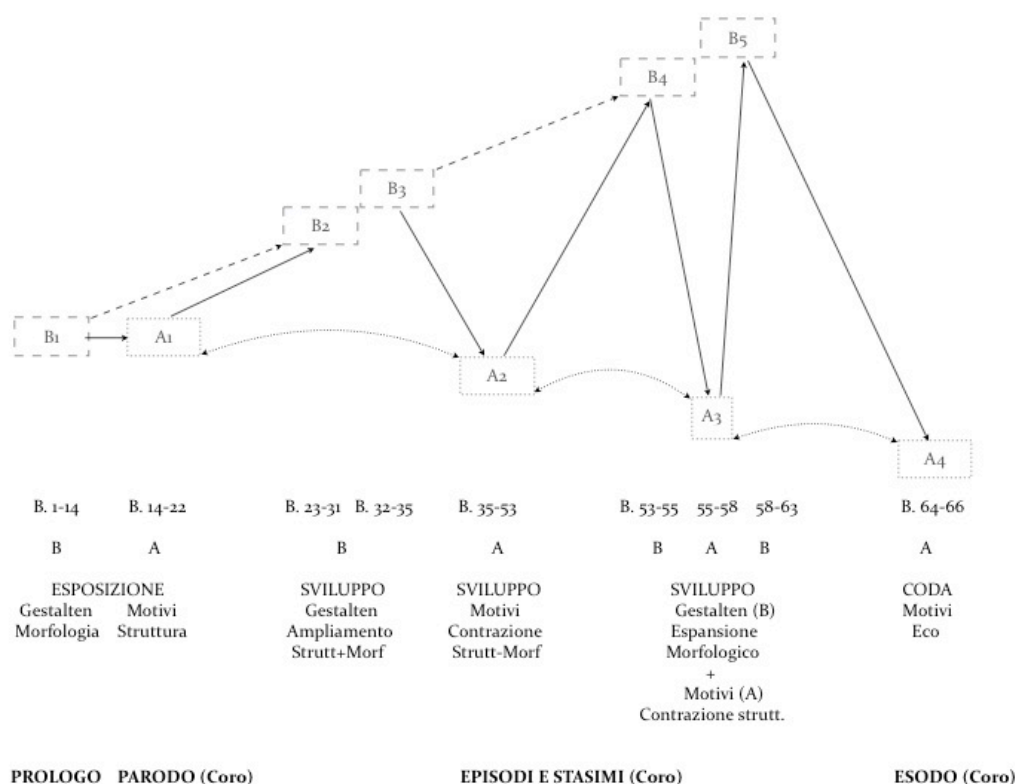 B5
B4
B3
B2
B1
A1
A2
A3
A4
B. 1-14 B. 14-22 B. 23-31 B. 32-35 B. 35-53 B. 53-55 55-58 58-63 B. 64-66
B A B A B A B A
ESPOSIZIONE SVILUPPO SVILUPPO SVILUPPO CODA
Gestalten Motivi Gestalten Motivi Gestalten (B) Motivi
Morfologia Struttura Ampliamento Contrazione Espansione Eco
Strutt+Morf Strutt-Morf Morfologico
+
Motivi (A)
Contrazione strutt.
PROLOGO PARODO (Coro) EPISODI E STASIMI (Coro) ESODO (Coro)